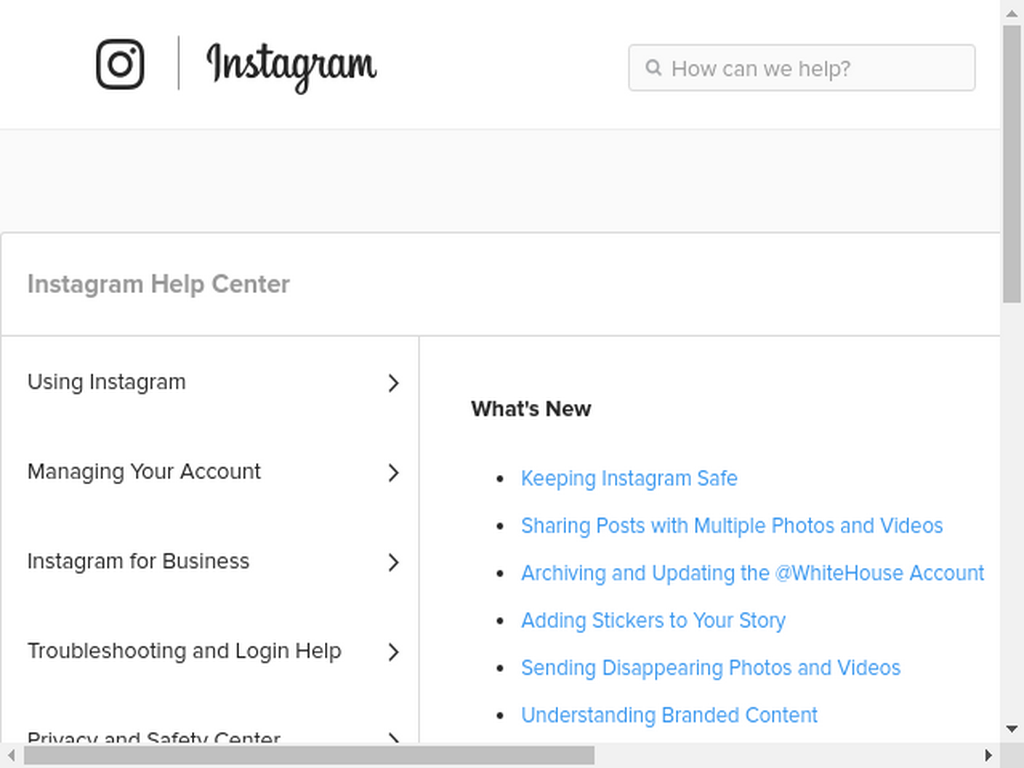 Instagram
How can we help?
Instagram Help Center
Using Instagram
Managing Your Account
Instagram for Business
Troubleshooting and Login Help
Privacy and Safety Center
What's New
Keeping Instagram Safe
Sharing Posts with Multiple Photos and Videos
Archiving and Updating the @WhiteHouse Account
Adding Stickers to Your Story
Sending Disappearing Photos and Videos
Understanding Branded Content